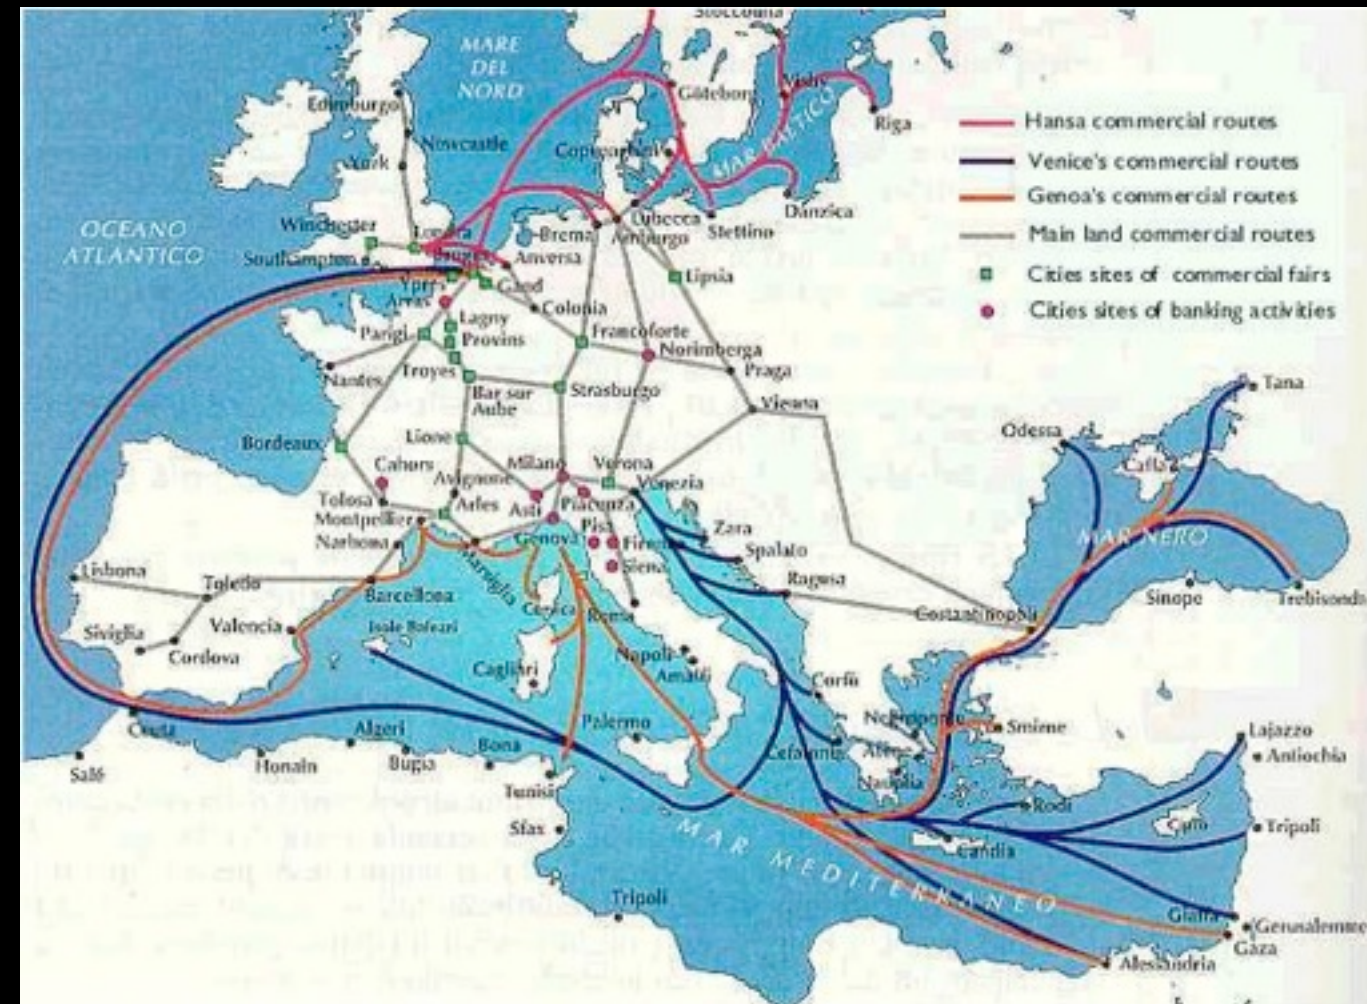 Stoccolma
MARE
DEL
NORD
Edimburgo
Göteborg
Visby
Riga
Newcastle
York
Copenaghen
MAR BALTICO
Danzica
Hansa commercial routes
Venice's commercial routes
Genoa's commercial routes
Main land commercial routes
Cities sites of commercial fairs
Cities sites of banking activities
OCEANO
ATLANTICO
Winchester
Londra
Southampton
Bruges
Brema
Lubecca
Amburgo
Stettino
Anversa
Ypres
Gand
Lipsia
Arras
Colonia
Lagny
Parigi
Provins
Francoforte
Norimberga
Nantes
Troyes
Praga
Bar sur
Aube
Strasburgo
Vienna
Tana
Bordeaux
Lione
Odessa
Cahors
Milano
Verona
Caffa
Avignone
Venezia
Tolosa
Arles
Asti
Piacenza
Montpellier
Genova
Pisa
Zara
MAR NERO
Narbona
Firenze
Spalato
Marsiglia
Siena
Lisbona
Toledo
Ragusa
Barcellona
Corsica
Roma
Sinope
Trebisonda
Costantinopoli
Valencia
Isole Baleari
Siviglia
Cordova
Napoli
Amalfi
Cagliari
Corfù
Ceuta
Algeri
Palermo
Negroponte
Smirne
Lajazzo
Bona
Cefalonia
Atene
Antiochia
Salé
Honain
Bugia
Nauplia
Tunisi
Rodi
Sfax
Cipro
Tripoli
MAR MEDITERRANEO
Candia
Tripoli
Giaffa
Gerusalemme
Gaza
Alessandria